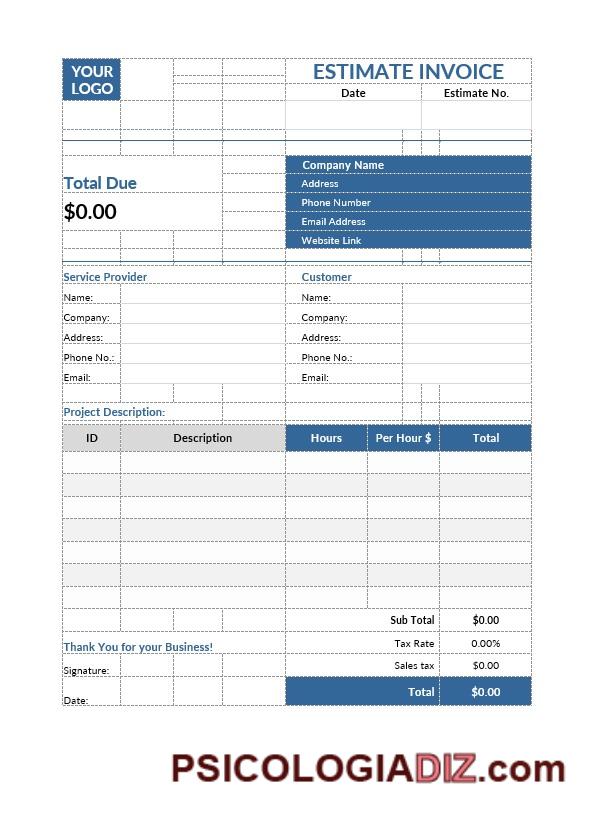 YOUR
LOGO
ESTIMATE INVOICE
Date Estimate No.
Total Due
$0.00
Company Name
Address
Phone Number
Email Address
Website Link
Service Provider
Name:
Company:
Address:
Phone No.:
Email:
Customer
Name:
Company:
Address:
Phone No.:
Email:
Project Description:
ID Description Hours Per Hour $ Total
Sub Total $0.00
Tax Rate 0.00%
Sales tax $0.00
Total $0.00
Thank You for your Business!
Signature:
Date:
PSICOLOGIADIZ.com